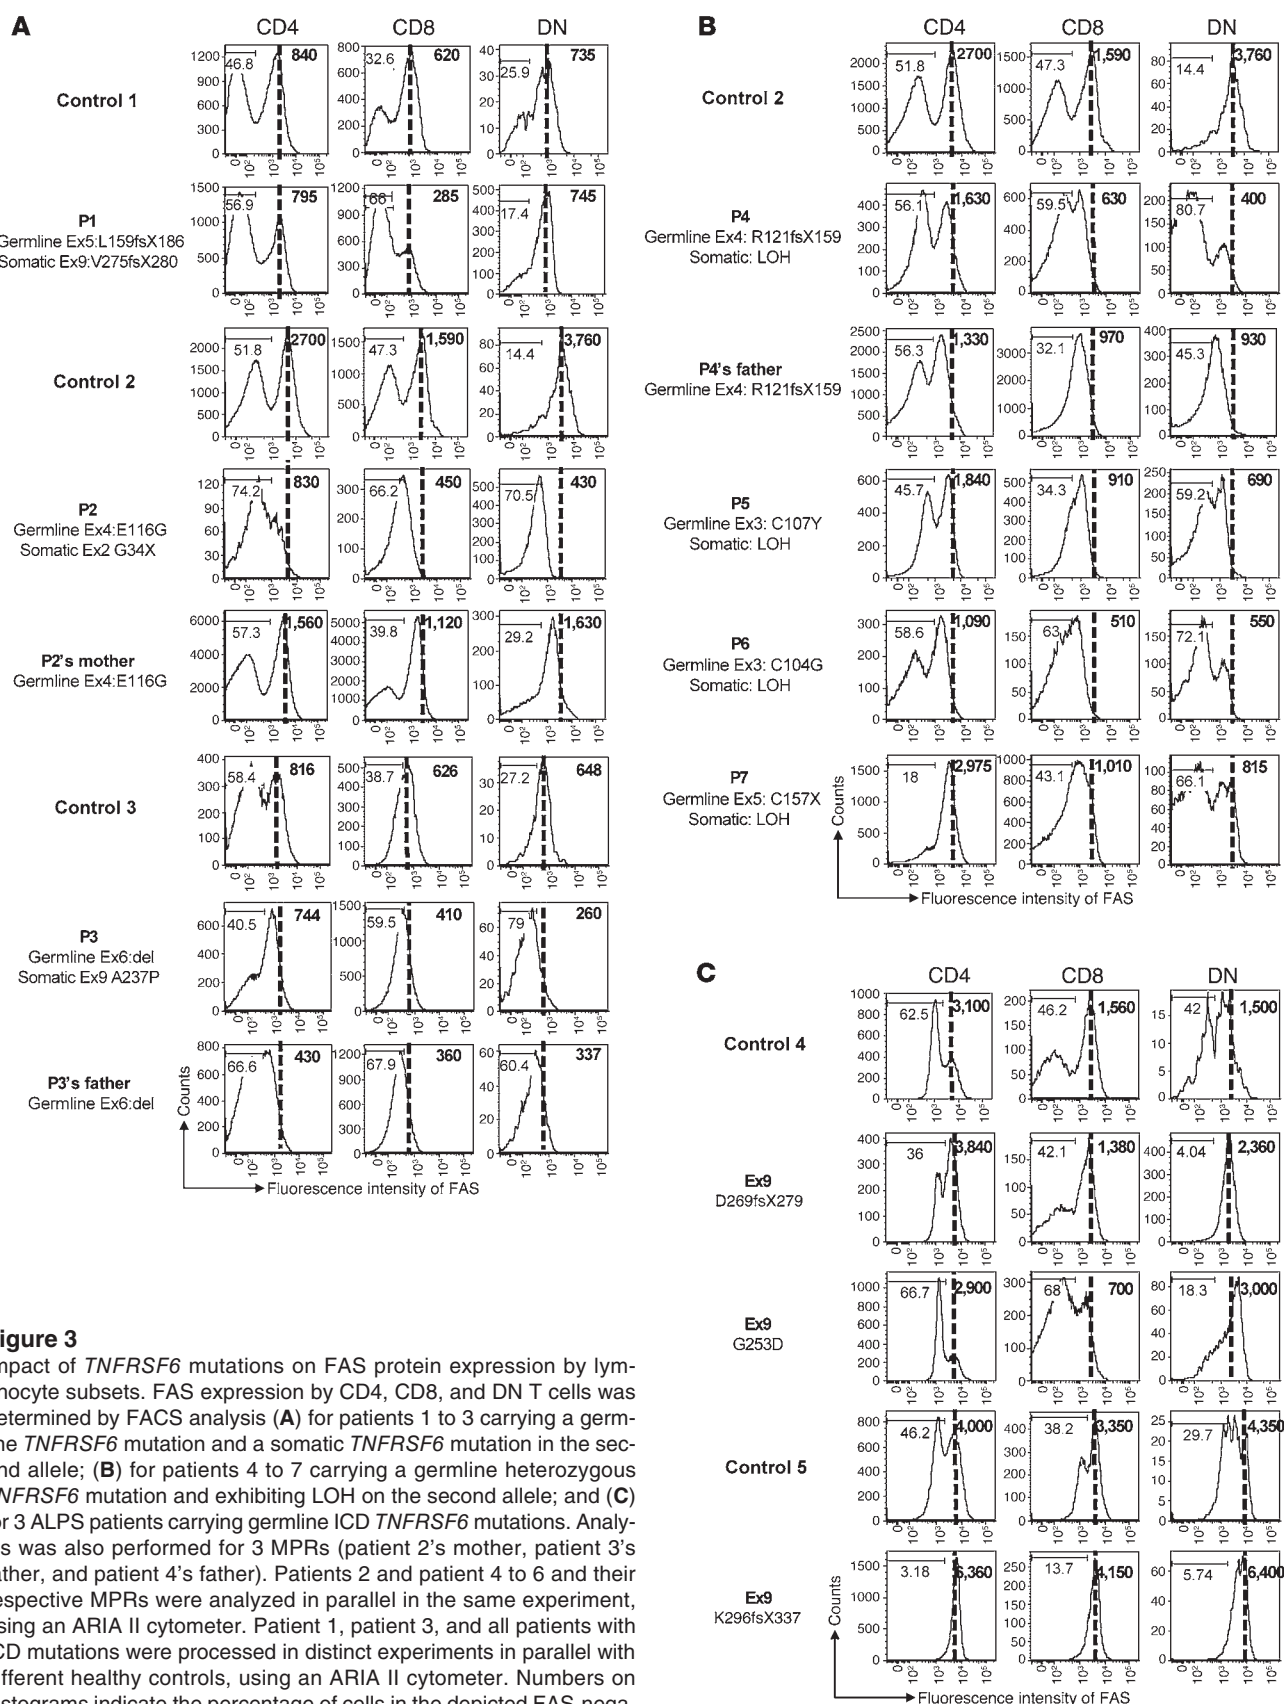 A
CD4 CD8 DN
Control 1
46.8 840
32.6 620
25.9 735
P1
Germline Ex5:L159fsX186
Somatic Ex9:V275fsX280
56.9 795
66 285
17.4 745
Control 2
51.8 2700
47.3 1,590
14.4 3,760
P2
Germline Ex4:E116G
Somatic Ex2 G34X
74.2 830
66.2 450
70.5 430
P2's mother
Germline Ex4:E116G
57.3 1,560
39.8 1,120
29.2 1,630
Control 3
58.4 816
38.7 626
27.2 648
P3
Germline Ex6:del
Somatic Ex9 A237P
40.5 744
59.5 410
79 260
P3's father
Germline Ex6:del
66.6 430
67.9 360
60.4 337
Counts
Fluorescence intensity of FAS
B
CD4 CD8 DN
Control 2
51.8 2700
47.3 1,590
14.4 3,760
P4
Germline Ex4: R121fsX159
Somatic: LOH
56.1 1,630
59.5 630
80.7 400
P4's father
Germline Ex4: R121fsX159
56.3 1,330
32.1 970
45.3 930
P5
Germline Ex3: C107Y
Somatic: LOH
45.7 1,840
34.3 910
59.2 690
P6
Germline Ex3: C104G
Somatic: LOH
58.6 1,090
63 510
72.1 550
P7
Germline Ex5: C157X
Somatic: LOH
18 2,975
43.1 1,010
66.1 815
Counts
Fluorescence intensity of FAS
C
CD4 CD8 DN
Control 4
62.5 3,100
46.2 1,560
42 1,500
Ex9
D269fsX279
36 3,840
42.1 1,380
4.04 2,360
Ex9
G253D
66.7 2,900
68 700
18.3 3,000
Control 5
46.2 4,000
38.2 3,350
29.7 4,350
Ex9
K296fsX337
3.18 6,360
13.7 4,150
5.74 6,400
Counts
Fluorescence intensity of FAS
igure 3
mpact of TNFRSF6 mutations on FAS protein expression by lym-
hocyte subsets. FAS expression by CD4, CD8, and DN T cells was
etermined by FACS analysis (A) for patients 1 to 3 carrying a germ-
ne TNFRSF6 mutation and a somatic TNFRSF6 mutation in the sec-
nd allele; (B) for patients 4 to 7 carrying a germline heterozygous
NFRSF6 mutation and exhibiting LOH on the second allele; and (C)
or 3 ALPS patients carrying germline ICD TNFRSF6 mutations. Analy-
is was also performed for 3 MPRs (patient 2's mother, patient 3's
ather, and patient 4's father). Patients 2 and patient 4 to 6 and their
espective MPRs were analyzed in parallel in the same experiment,
sing an ARIA II cytometer. Patient 1, patient 3, and all patients with
CD mutations were processed in distinct experiments in parallel with
ifferent healthy controls, using an ARIA II cytometer. Numbers on
istograms indicate the percentage of cells in the depicted FAS-nega-